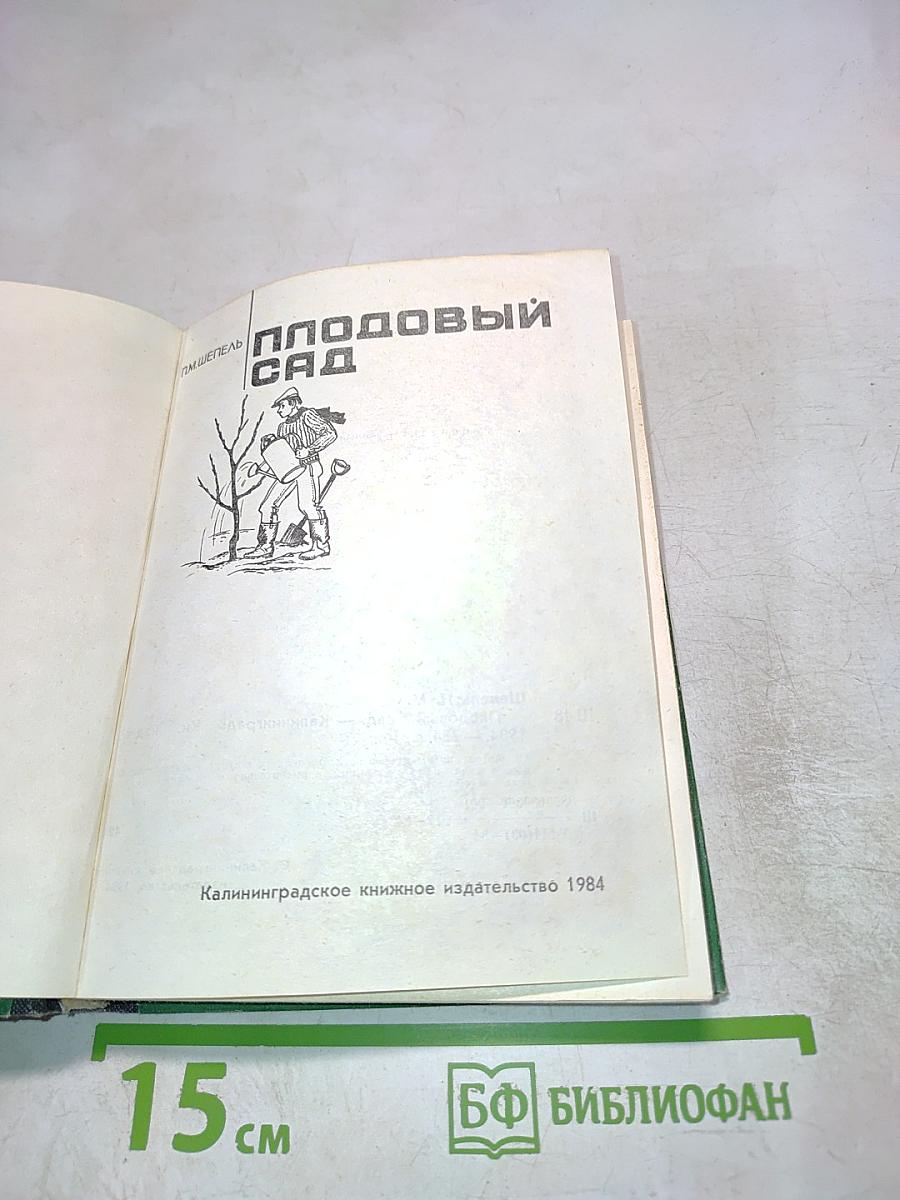 П.М.ШЕПЕЛЬ
ПЛОДОВЫЙ
САД
Калининградское книжное издательство 1984
15 см
БФ БИБЛИОФАН